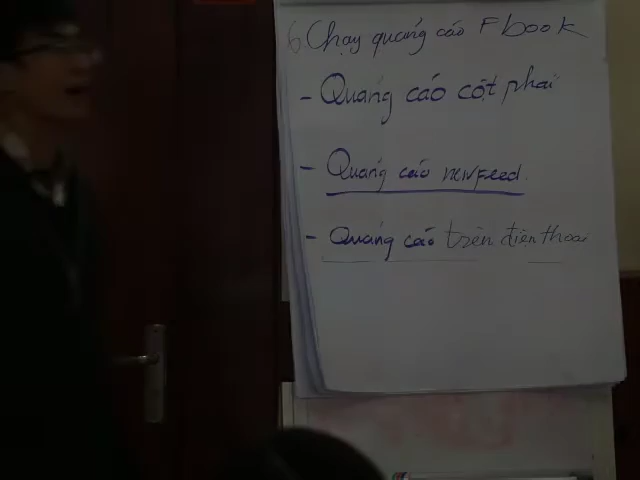 6 Chạy quảng cáo Fbook
- Quảng cáo cột phải
- Quảng cáo newfeed.
- Quảng cáo trên điện thoại